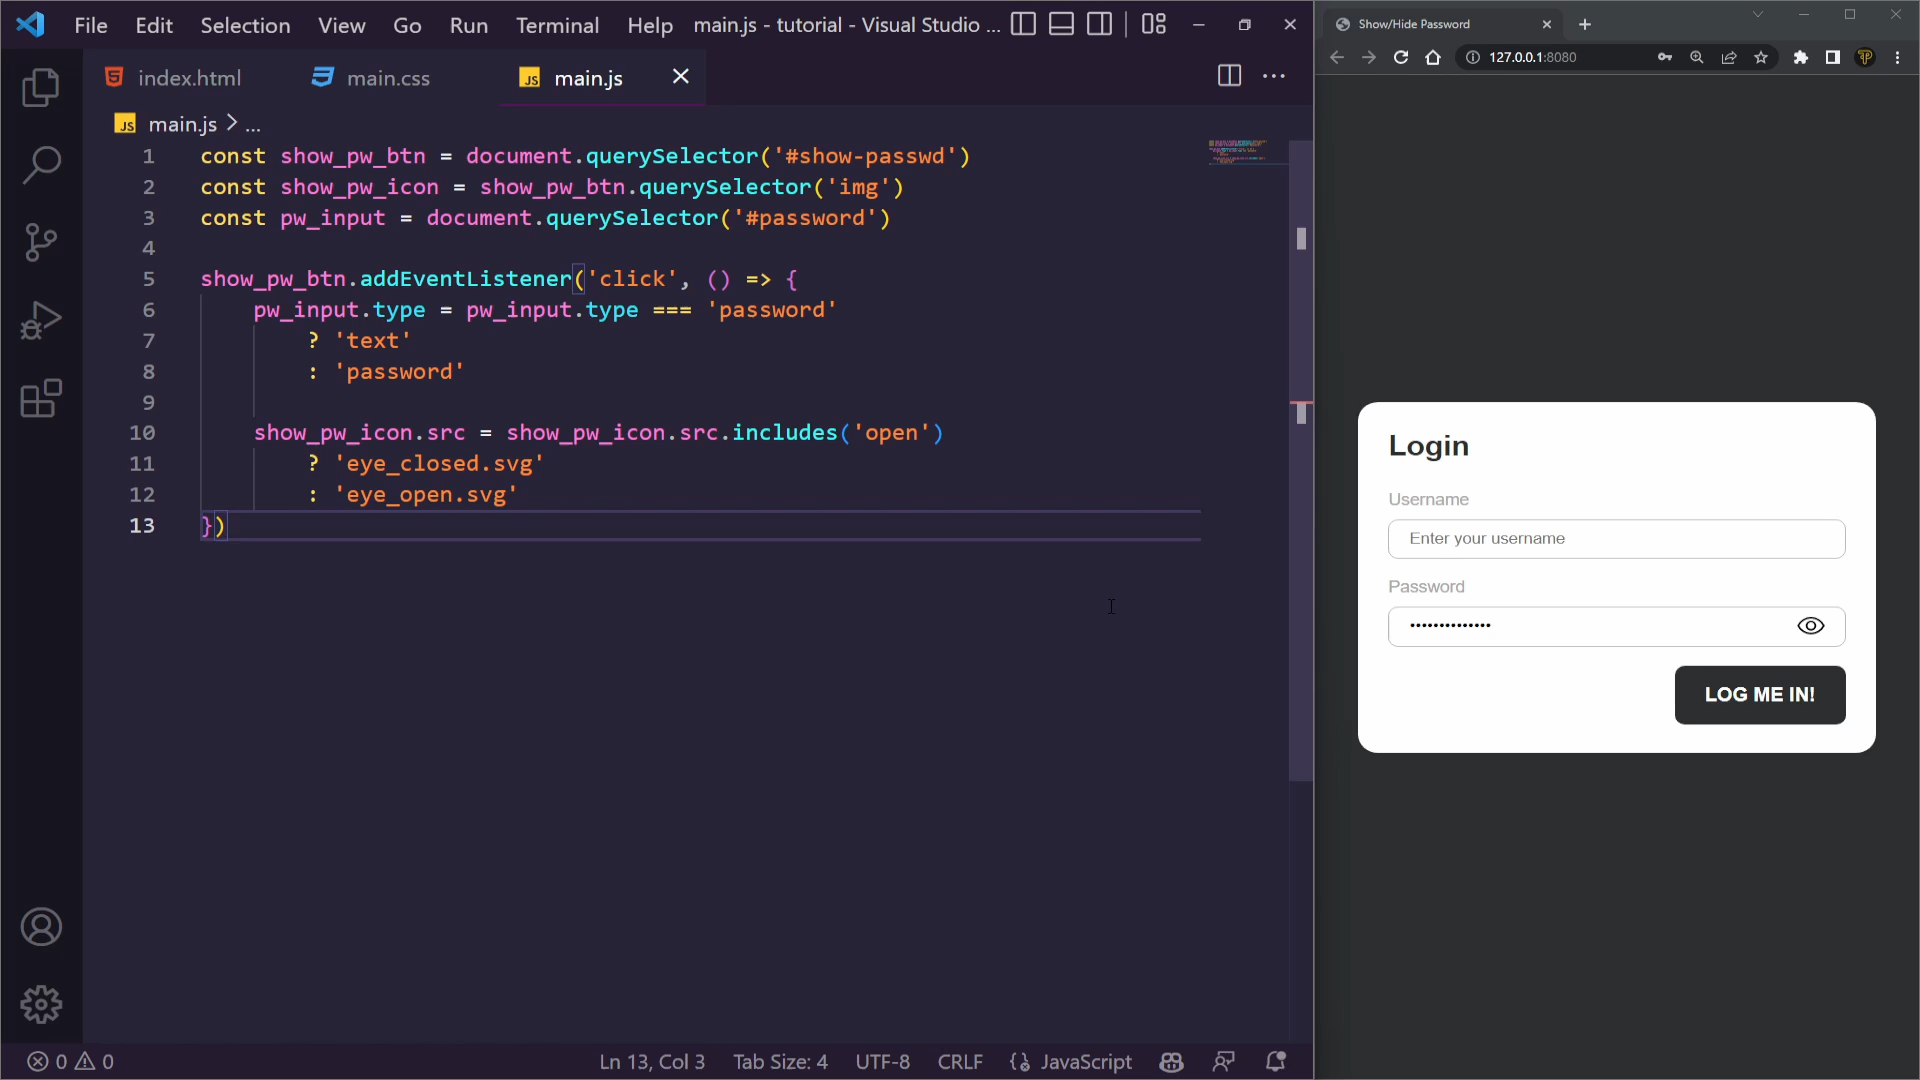 File Edit Selection View Go Run Terminal Help main.js - tutorial - Visual Studio ...
index.html main.css JS main.js
JS main.js > ...
1 const show_pw_btn = document.querySelector('#show-passwd')
2 const show_pw_icon = show_pw_btn.querySelector('img')
3 const pw_input = document.querySelector('#password')
4
5 show_pw_btn.addEventListener('click', () => {
6 pw_input.type = pw_input.type === 'password'
7 ? 'text'
8 : 'password'
9
10 show_pw_icon.src = show_pw_icon.src.includes('open')
11 ? 'eye_closed.svg'
12 : 'eye_open.svg'
13 })
0 0 Ln 13, Col 3 Tab Size: 4 UTF-8 CRLF JavaScript
Show/Hide Password
127.0.0.1:8080
Login
Username
Enter your username
Password
••••••••••••••
LOG ME IN!